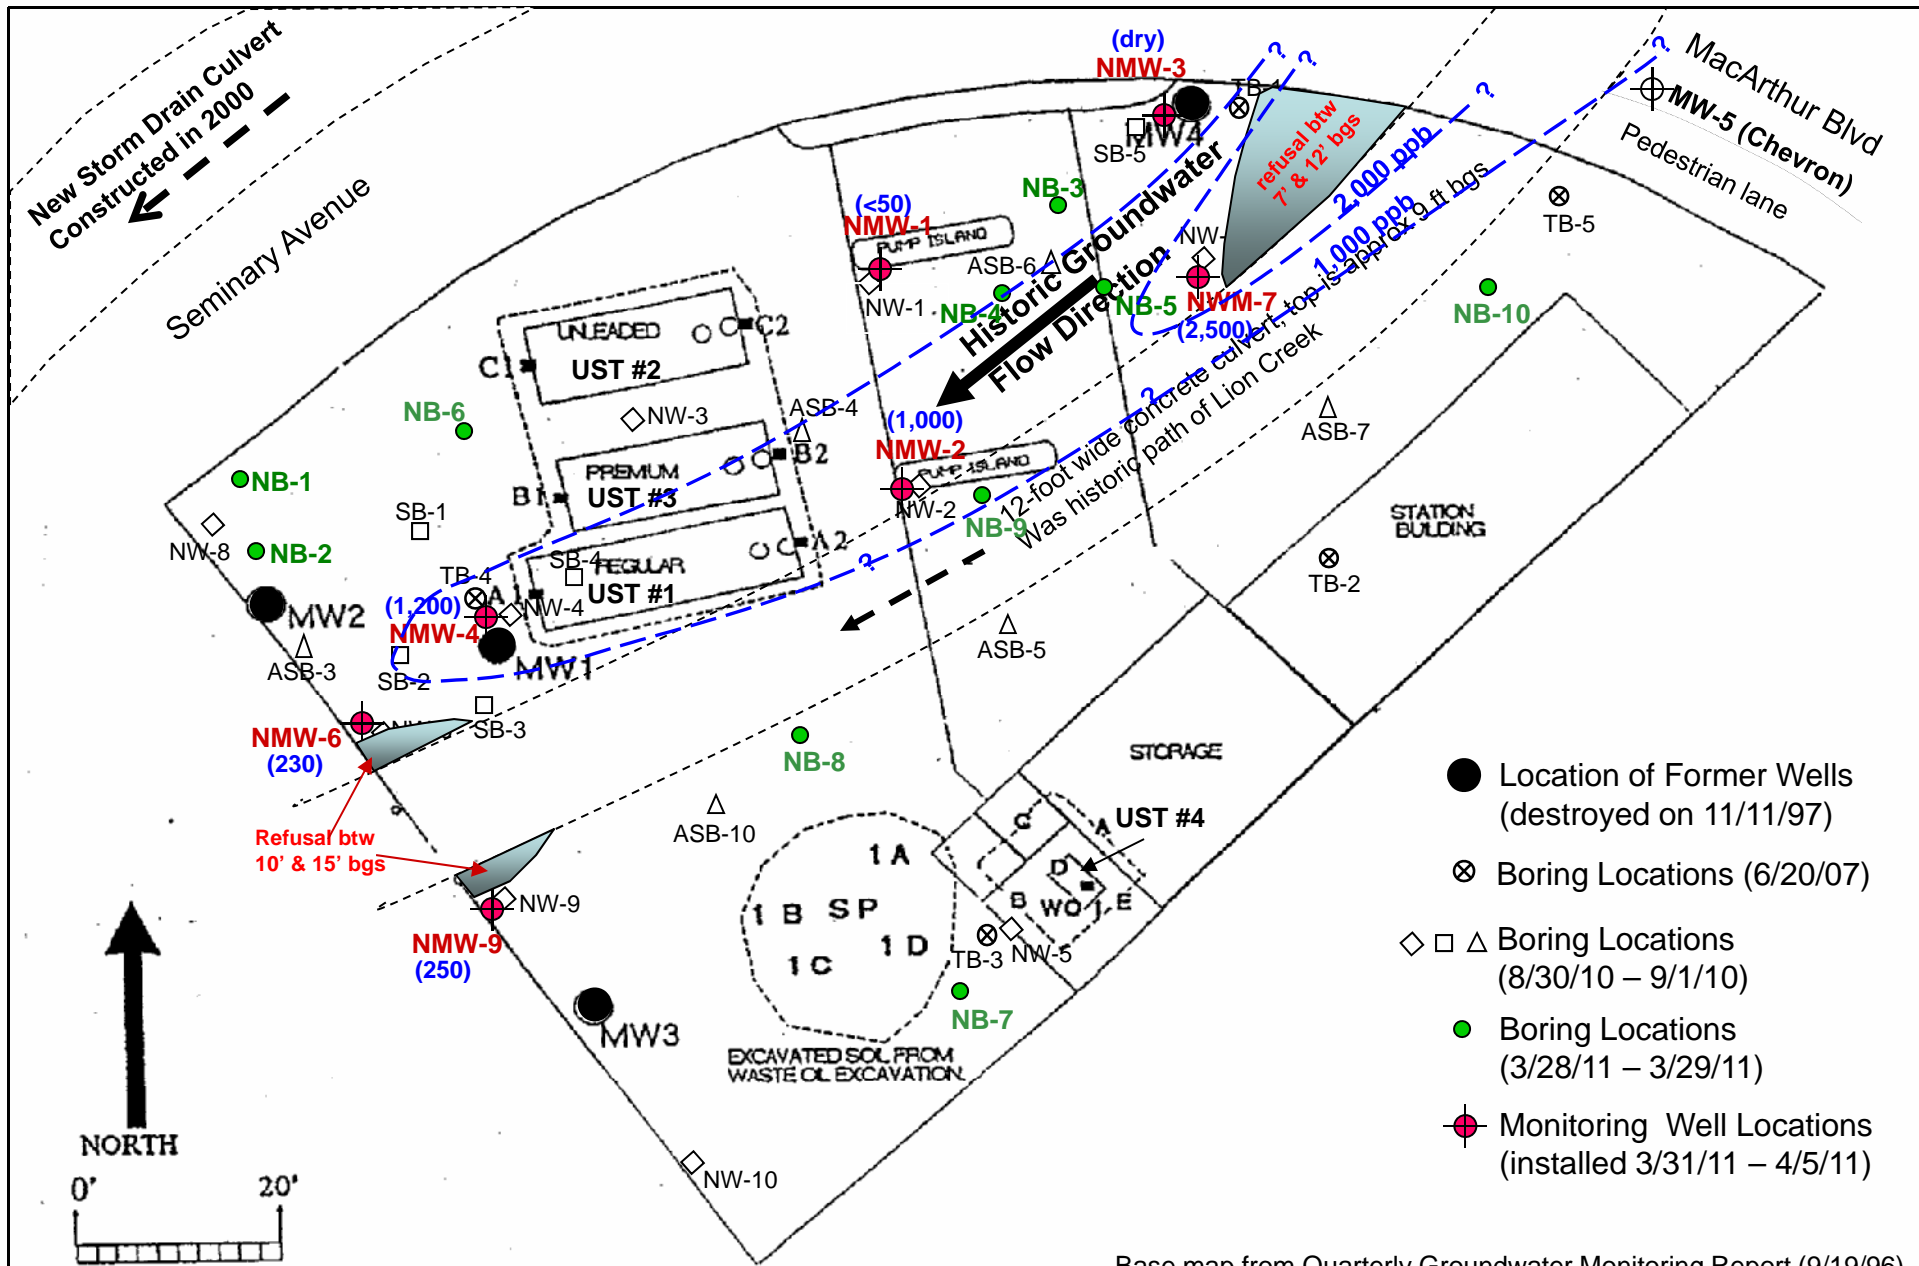 New Storm Drain Culvert
Constructed in 2000
Seminary Avenue
(dry)
NMW-3
TB-1
MW4
SB-5
refusal btw
7' & 12' bgs
?
?
?
?
MacArthur Blvd
MW-5 (Chevron)
Pedestrian lane
TB-5
2,000 ppb
1,000 ppb
NB-3
(<50)
NMW-1
PUMP ISLAND
NW-1
ASB-6
NB-4
NB-5
Historic Groundwater
Flow Direction
NW-
NWM-7
(2,500)
NB-10
12-foot wide concrete culvert, top is approx 9 ft bgs
Was historic path of Lion Creek
UNLEADED
UST #2
C1
C2
NB-6
NW-3
ASB-4
PREMIUM
UST #3
B1
B2
(1,000)
NMW-2
PUMP ISLAND
NW-2
NB-9
?
?
ASB-7
STATION
BUILDING
TB-2
NB-1
NW-8
NB-2
SB-1
SB-4
REGULAR
UST #1
A1
A2
TB-4
NW-4
(1,200)
NMW-4
MW2
MW1
ASB-3
SB-2
SB-3
ASB-5
NW
NMW-6
(230)
Refusal btw
10' & 15' bgs
NB-8
ASB-10
STORAGE
UST #4
C
A
D
B
WO
E
1A
1B
SP
1C
1D
NW-9
NMW-9
(250)
TB-3
NW-5
NB-7
MW3
EXCAVATED SOIL FROM
WASTE OIL EXCAVATION.
NW-10
NORTH
0'
20'
Location of Former Wells
(destroyed on 11/11/97)
Boring Locations (6/20/07)
Boring Locations
(8/30/10 – 9/1/10)
Boring Locations
(3/28/11 – 3/29/11)
Monitoring Well Locations
(installed 3/31/11 – 4/5/11)
Base map from Quarterly Groundwater Monitoring Report (9/19/96)